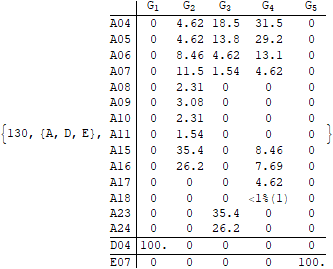 G1 G2 G3 G4 G5
A04 0 4.62 18.5 31.5 0
A05 0 4.62 13.8 29.2 0
A06 0 8.46 4.62 13.1 0
A07 0 11.5 1.54 4.62 0
A08 0 2.31 0 0 0
A09 0 3.08 0 0 0
A10 0 2.31 0 0 0
{130, {A, D, E}, A11 0 1.54 0 0 0 }
A15 0 35.4 0 8.46 0
A16 0 26.2 0 7.69 0
A17 0 0 0 4.62 0
A18 0 0 0 <1%(1) 0
A23 0 0 35.4 0 0
A24 0 0 26.2 0 0
D04 100. 0 0 0 0
E07 0 0 0 0 100.